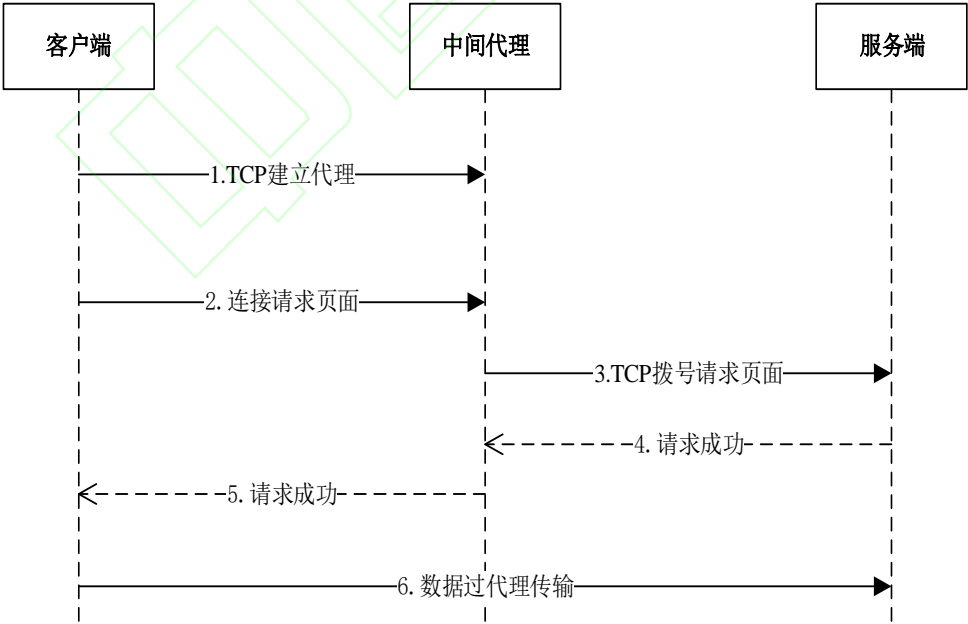 客户端
中间代理
服务端
1.TCP建立代理
2.连接请求页面
3.TCP拨号请求页面
4.请求成功
5.请求成功
6.数据过代理传输